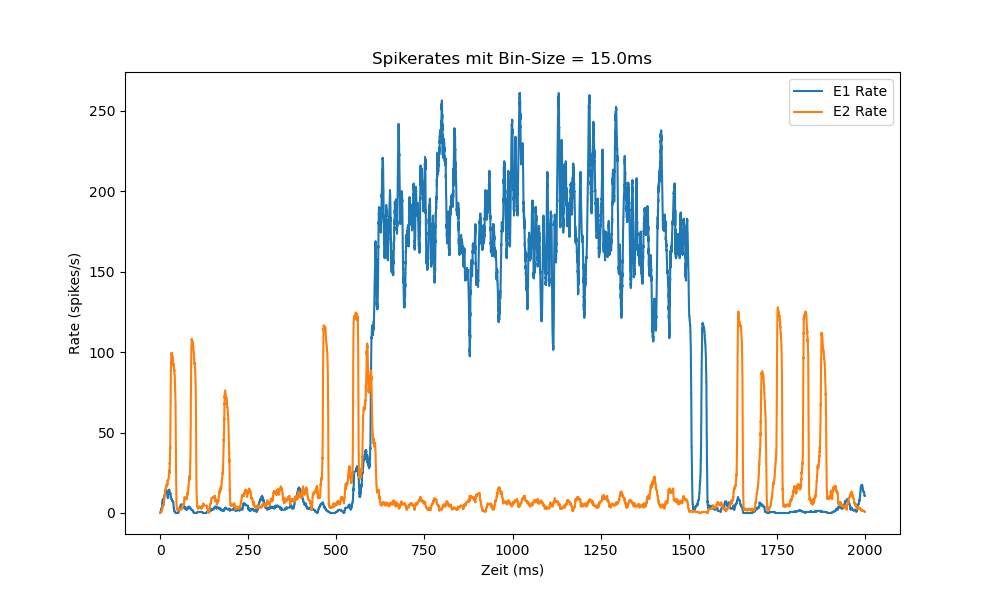 Spikerates mit Bin-Size = 15.0ms
E1 Rate
E2 Rate
250
200
150
100
50
0
Rate (spikes/s)
0 250 500 750 1000 1250 1500 1750 2000
Zeit (ms)